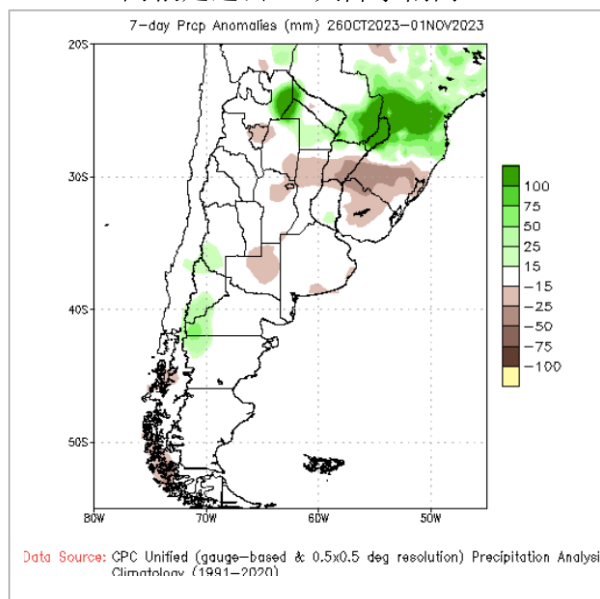 7-day Prcp Anomalies (mm) 26OCT2023-01NOV2023
20S
30S
40S
50S
80W 70W 60W 50W
100
75
50
25
15
-15
-25
-50
-75
-100
Data Source: CPC Unified (gauge-based & 0.5x0.5 deg resolution) Precipitation Analysi
Climatology (1991-2020)